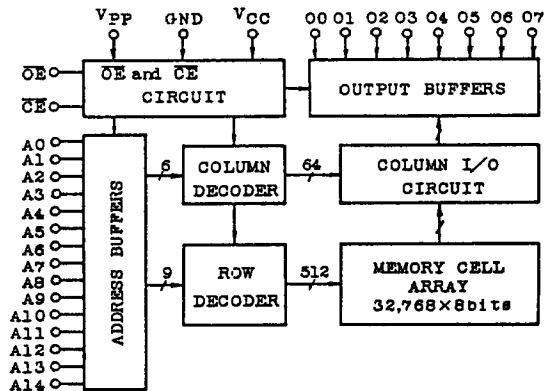 VPP GND VCC O0 O1 O2 O3 O4 O5 O6 O7
OE
CE
OE and CE
CIRCUIT
OUTPUT BUFFERS
A0
A1
A2
A3
A4
A5
A6
A7
A8
A9
A10
A11
A12
A13
A14
ADDRESS BUFFERS
6
COLUMN
DECODER
64
COLUMN I/O
CIRCUIT
9
ROW
DECODER
512
MEMORY CELL
ARRAY
32,768×8bits